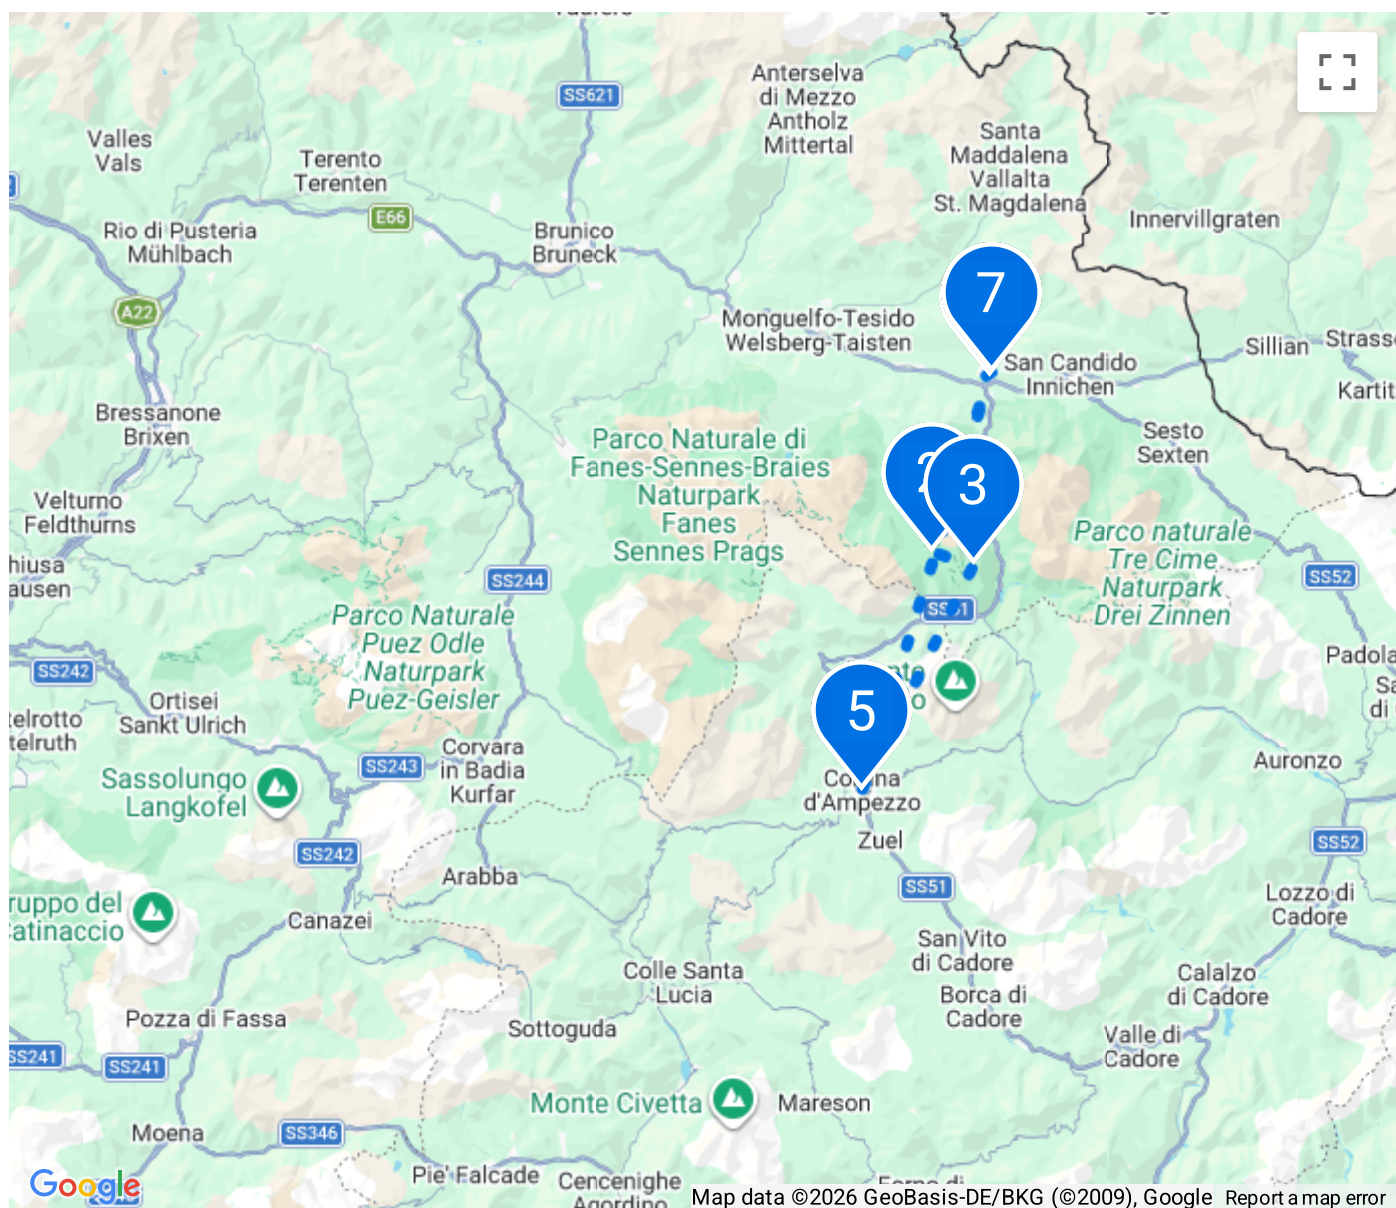 SS621
Anterselva
di Mezzo
Antholz
Mittertal
Santa
Maddalena
Vallalta
St. Magdalena
Valles
Vals
Terento
Terenten
E66
Innervillgraten
Rio di Pusteria
Mühlbach
Brunico
Bruneck
A22
7
Monguelfo-Tesido
Welsberg-Taisten
San Candido
Innichen
Sillian
Bressanone
Brixen
Sesto
Sexten
Parco Naturale di
Fanes-Sennes-Braies
Naturpark
Fanes
Sennes Prags
3
Velturno
Feldthurns
Parco naturale
Tre Cime
Naturpark
Drei Zinnen
SS244
SS52
Parco Naturale
Puez Odle
Naturpark
Puez-Geisler
SS242
Ortisei
Sankt Ulrich
5
Corvara
in Badia
Kurfar
SS243
Sassolungo
Langkofel
Auronzo
d'Ampezzo
Zuel
SS242
SS52
Arabba
SS51
Lozzo di
Cadore
Canazei
San Vito
di Cadore
Colle Santa
Lucia
Calalzo
di Cadore
Borca di
Cadore
Pozza di Fassa
Sottoguda
Valle di
Cadore
SS241
SS241
Monte Civetta
Mareson
Moena
SS346
Pie' Falcade
Cencenighe
Agordino
Google
Map data ©2026 GeoBasis-DE/BKG (©2009), Google
Report a map error